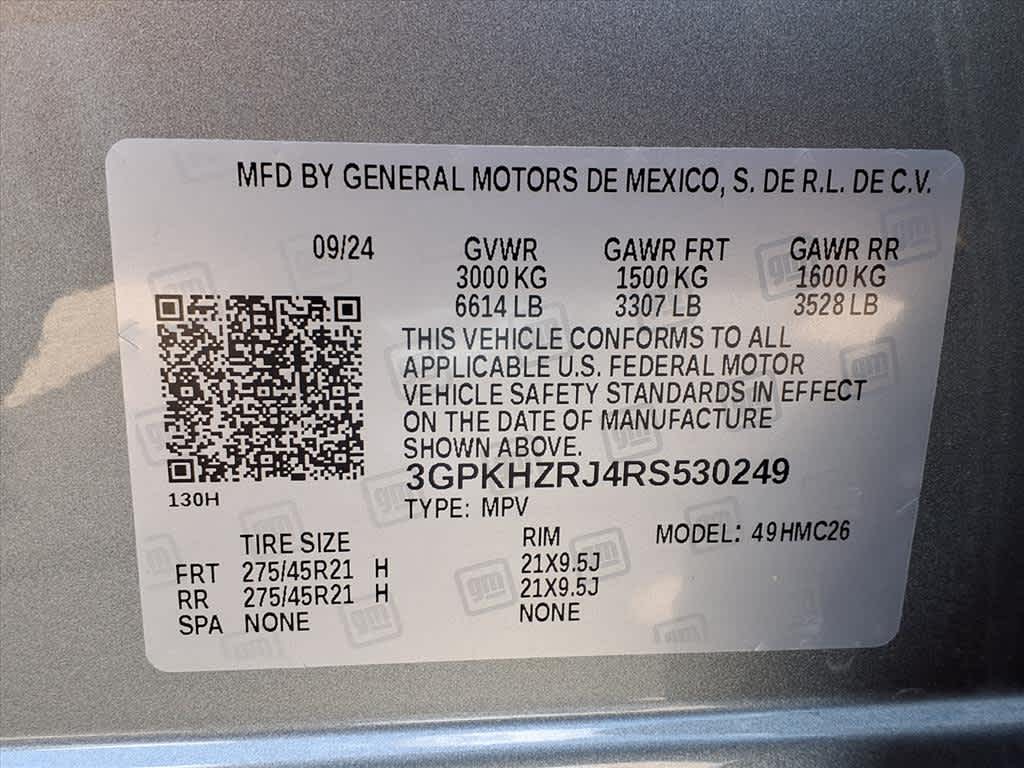 MFD BY GENERAL MOTORS DE MEXICO, S. DE R.L. DE C.V.
09/24 GVWR GAWR FRT GAWR RR
3000 KG 1500 KG 1600 KG
6614 LB 3307 LB 3528 LB
THIS VEHICLE CONFORMS TO ALL
APPLICABLE U.S. FEDERAL MOTOR
VEHICLE SAFETY STANDARDS IN EFFECT
ON THE DATE OF MANUFACTURE
SHOWN ABOVE.
3GPKHZRJ4RS530249
130H
TYPE: MPV
TIRE SIZE RIM MODEL: 49HMC26
FRT 275/45R21 H 21X9.5J
RR 275/45R21 H 21X9.5J
SPA NONE NONE
gm